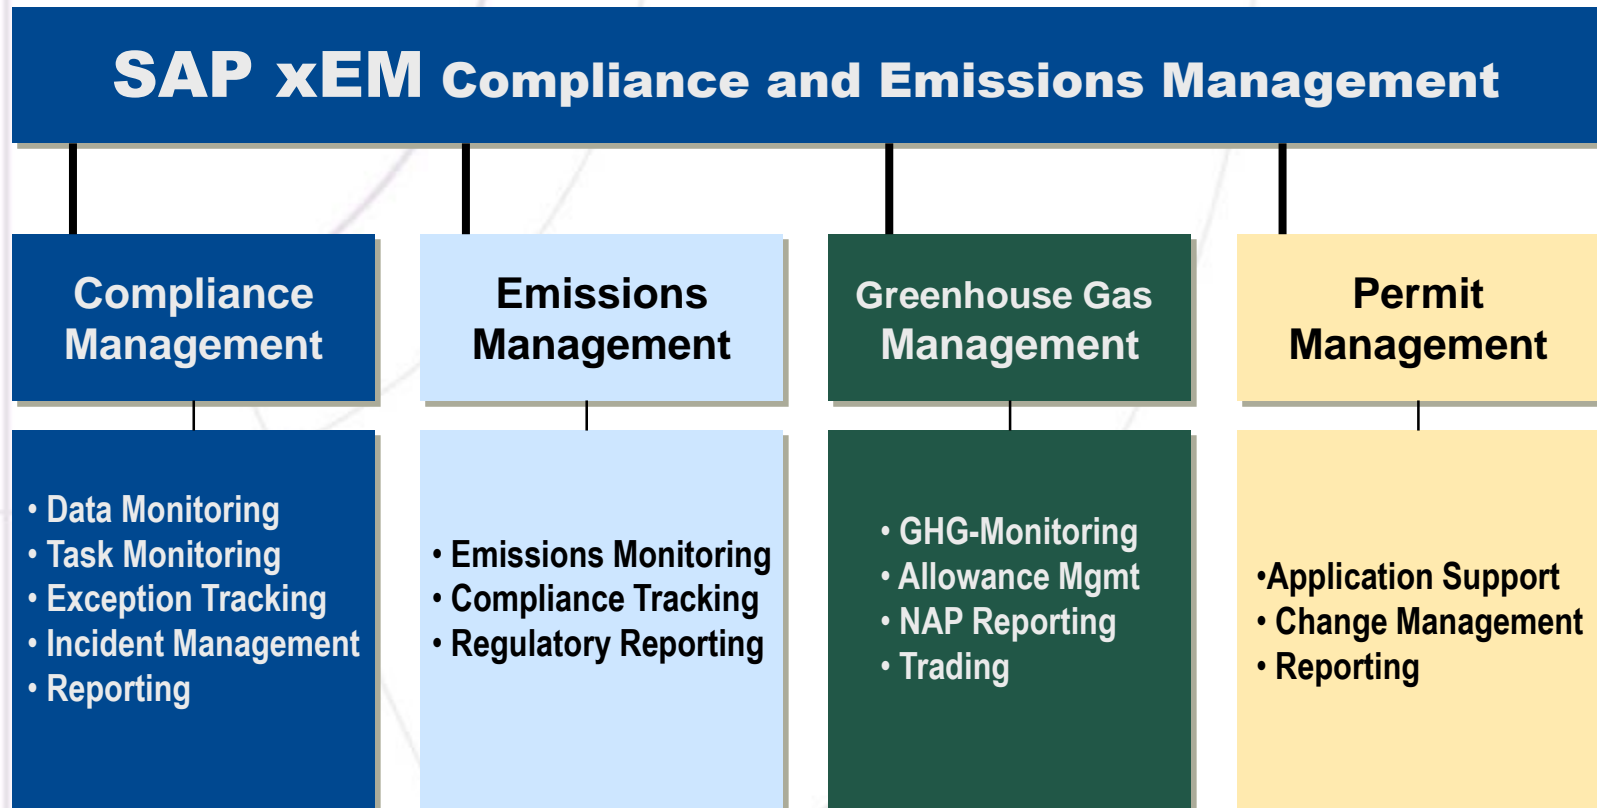 SAP xEM Compliance and Emissions Management
Compliance
Management
• Data Monitoring
• Task Monitoring
• Exception Tracking
• Incident Management
• Reporting
Emissions
Management
• Emissions Monitoring
• Compliance Tracking
• Regulatory Reporting
Greenhouse Gas
Management
• GHG-Monitoring
• Allowance Mgmt
• NAP Reporting
• Trading
Permit
Management
•Application Support
• Change Management
• Reporting